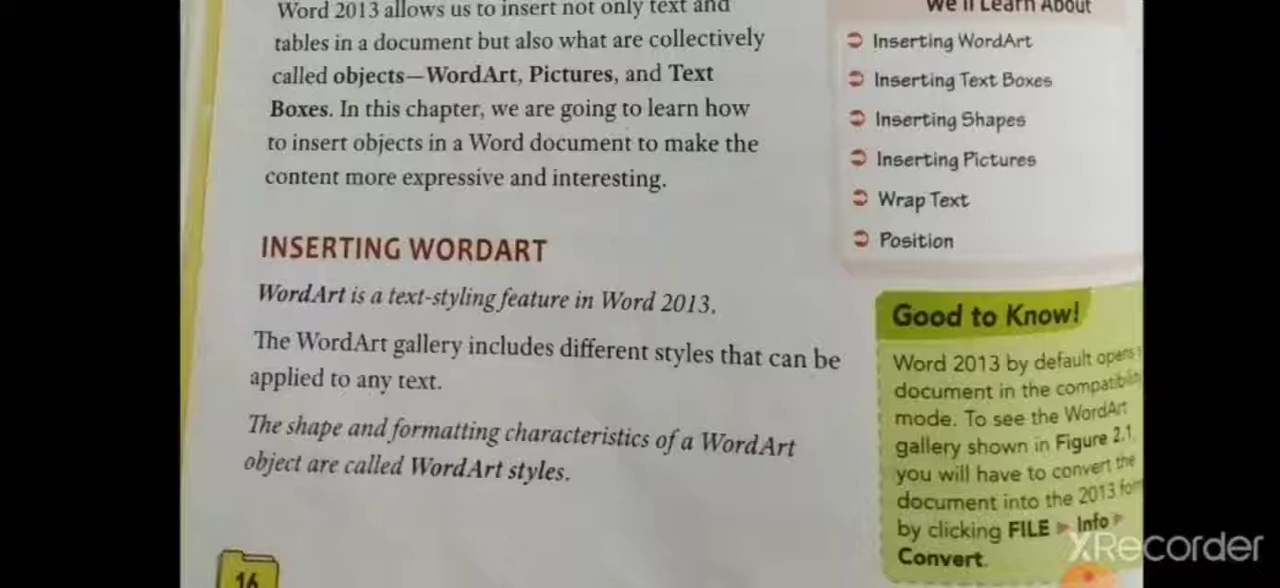 Word 2013 allows us to insert not only text and
tables in a document but also what are collectively
called objects—WordArt, Pictures, and Text
Boxes. In this chapter, we are going to learn how
to insert objects in a Word document to make the
content more expressive and interesting.
INSERTING WORDART
WordArt is a text-styling feature in Word 2013.
The WordArt gallery includes different styles that can be
applied to any text.
The shape and formatting characteristics of a WordArt
object are called WordArt styles.
16
We'll Learn About
Inserting WordArt
Inserting Text Boxes
Inserting Shapes
Inserting Pictures
Wrap Text
Position
Good to Know!
Word 2013 by default opens
document in the compatibility
mode. To see the WordArt
gallery shown in Figure 2.1
you will have to convert the
document into the 2013
by clicking FILE ▶ Info ▶
Convert.
XRecorder